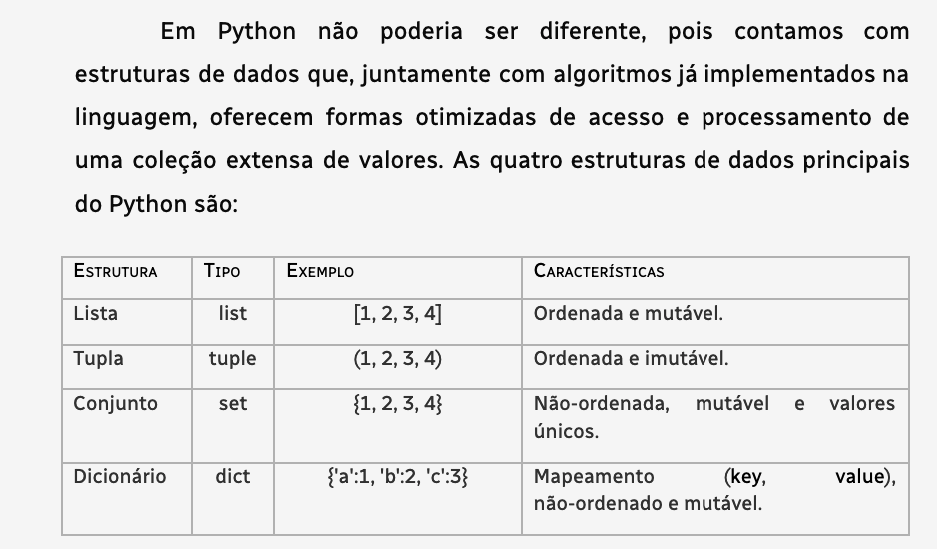 Em Python não poderia ser diferente, pois contamos com
estruturas de dados que, juntamente com algoritmos já implementados na
linguagem, oferecem formas otimizadas de acesso e processamento de
uma coleção extensa de valores. As quatro estruturas de dados principais
do Python são:
Estrutura Tipo Exemplo Características
Lista list [1, 2, 3, 4] Ordenada e mutável.
Tupla tuple (1, 2, 3, 4) Ordenada e imutável.
Conjunto set {1, 2, 3, 4} Não-ordenada, mutável e valores
únicos.
Dicionário dict {'a':1, 'b':2, 'c':3} Mapeamento (key, value),
não-ordenado e mutável.